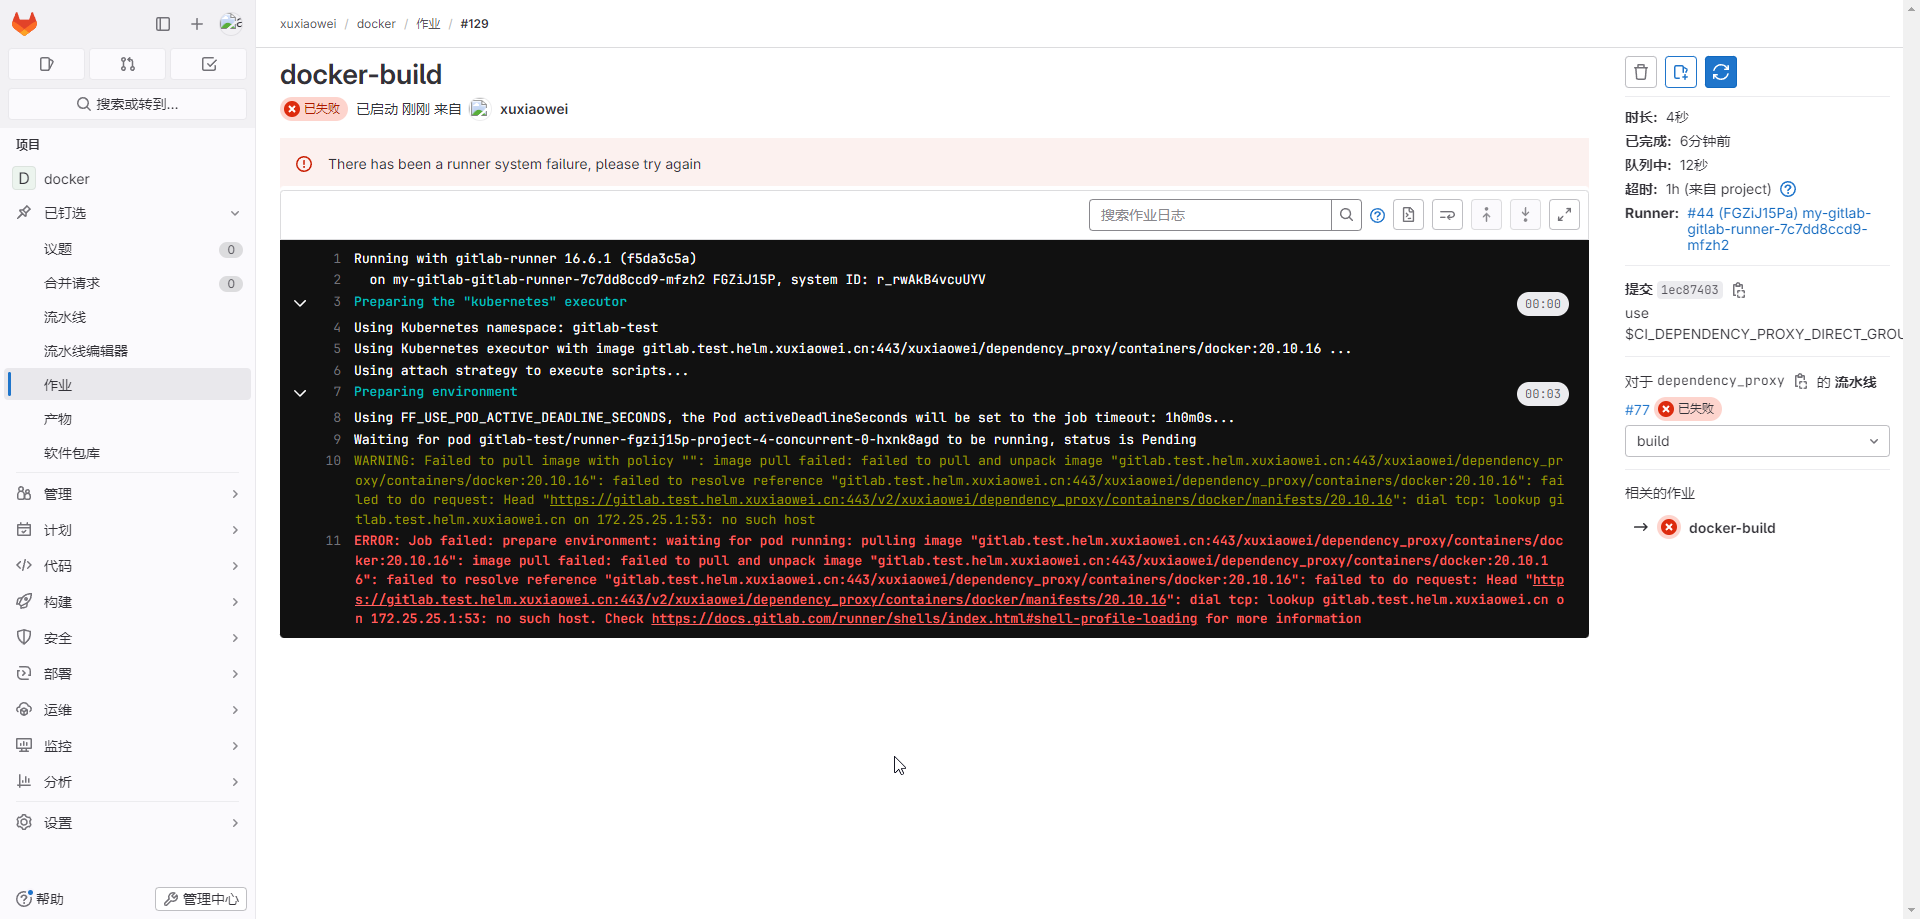 xuxiaowei / docker / 作业 / #129
搜索或转到...
项目
D docker
已钉选
议题 0
合并请求 0
流水线
流水线编辑器
作业
产物
软件包库
管理
计划
代码
构建
安全
部署
运维
监控
分析
设置
帮助
管理中心
docker-build
已失败 已启动 刚刚 来自 xuxiaowei
There has been a runner system failure, please try again
搜索作业日志
1 Running with gitlab-runner 16.6.1 (f5da3c5a)
2 on my-gitlab-gitlab-runner-7c7dd8ccd9-mfzh2 FGZiJ15P, system ID: r_rwAkB4vcuUYV
3 Preparing the "kubernetes" executor 00:00
4 Using Kubernetes namespace: gitlab-test
5 Using Kubernetes executor with image gitlab.test.helm.xuxiaowei.cn:443/xuxiaowei/dependency_proxy/containers/docker:20.10.16 ...
6 Using attach strategy to execute scripts...
7 Preparing environment 00:03
8 Using FF_USE_POD_ACTIVE_DEADLINE_SECONDS, the Pod activeDeadlineSeconds will be set to the job timeout: 1h0m0s...
9 Waiting for pod gitlab-test/runner-fgzij15p-project-4-concurrent-0-hxnk8agd to be running, status is Pending
10 WARNING: Failed to pull image with policy "": image pull failed: failed to pull and unpack image "gitlab.test.helm.xuxiaowei.cn:443/xuxiaowei/dependency_pr
oxy/containers/docker:20.10.16": failed to resolve reference "gitlab.test.helm.xuxiaowei.cn:443/xuxiaowei/dependency_proxy/containers/docker:20.10.16": fai
led to do request: Head "https://gitlab.test.helm.xuxiaowei.cn:443/v2/xuxiaowei/dependency_proxy/containers/docker/manifests/20.10.16": dial tcp: lookup gi
tlab.test.helm.xuxiaowei.cn on 172.25.25.1:53: no such host
11 ERROR: Job failed: prepare environment: waiting for pod running: pulling image "gitlab.test.helm.xuxiaowei.cn:443/xuxiaowei/dependency_proxy/containers/doc
ker:20.10.16": image pull failed: failed to pull and unpack image "gitlab.test.helm.xuxiaowei.cn:443/xuxiaowei/dependency_proxy/containers/docker:20.10.1
6": failed to resolve reference "gitlab.test.helm.xuxiaowei.cn:443/xuxiaowei/dependency_proxy/containers/docker:20.10.16": failed to do request: Head "http
s://gitlab.test.helm.xuxiaowei.cn:443/v2/xuxiaowei/dependency_proxy/containers/docker/manifests/20.10.16": dial tcp: lookup gitlab.test.helm.xuxiaowei.cn o
n 172.25.25.1:53: no such host. Check https://docs.gitlab.com/runner/shells/index.html#shell-profile-loading for more information
时长: 4秒
已完成: 6分钟前
队列中: 12秒
超时: 1h (来自 project)
Runner: #44 (FGZiJ15Pa) my-gitlab-
gitlab-runner-7c7dd8ccd9-
mfzh2
提交 1ec87403
use
$CI_DEPENDENCY_PROXY_DIRECT_GROU
对于 dependency_proxy 的 流水线
#77 已失败
build
相关的作业
docker-build